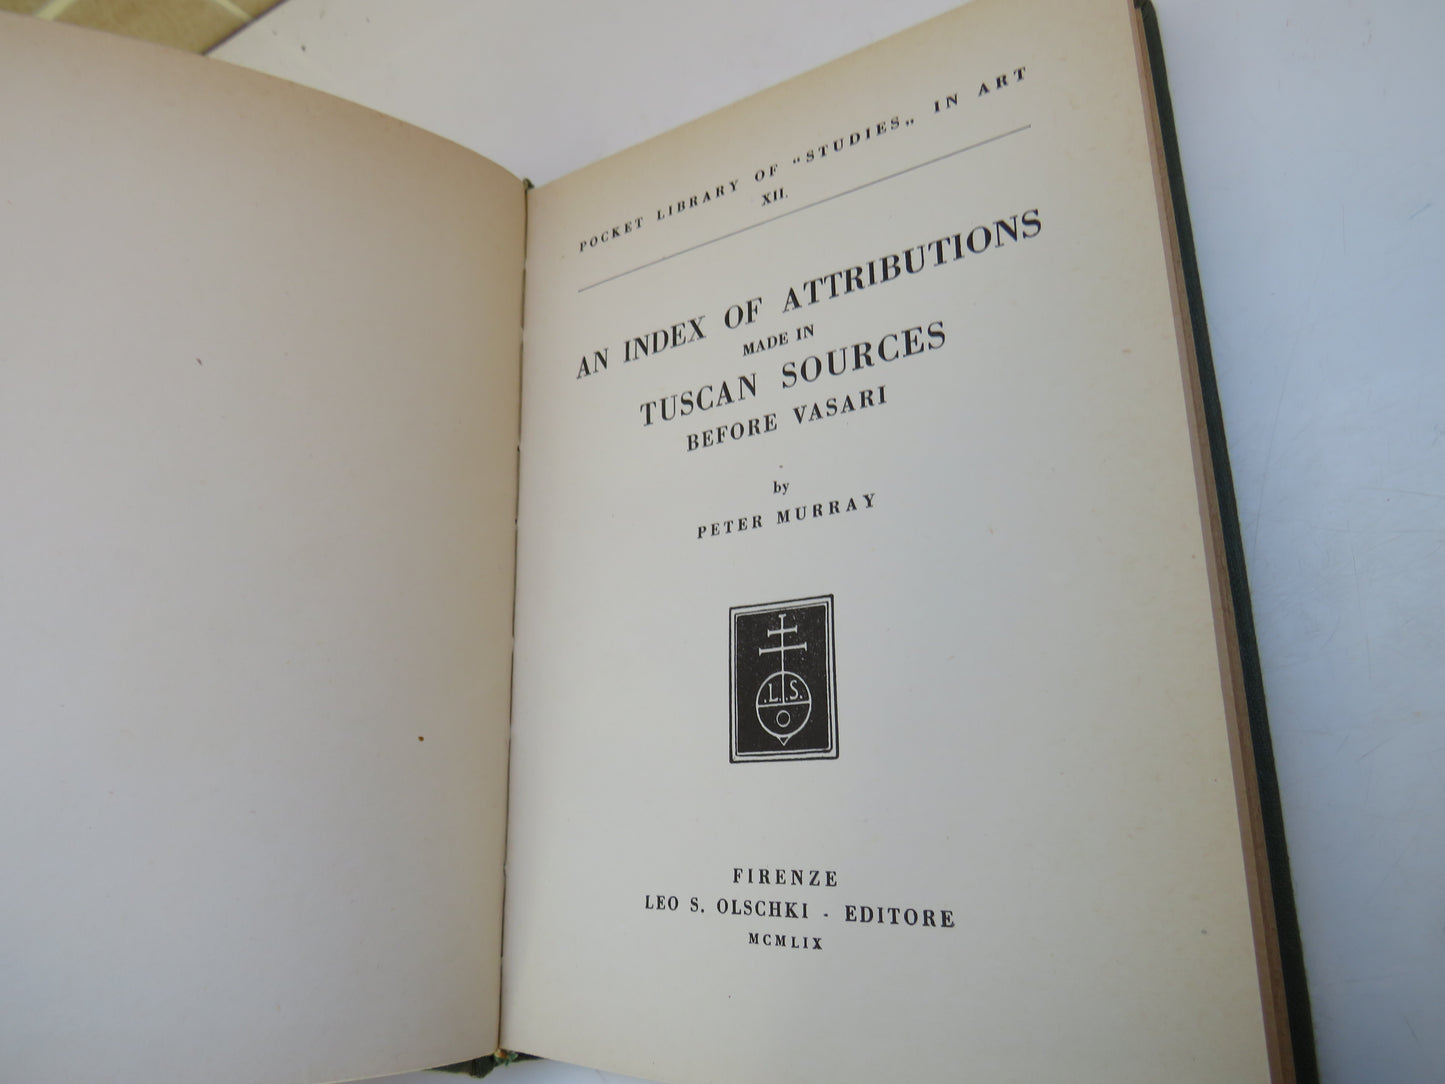 POCKET LIBRARY OF "STUDIES„ IN ART
XII.
AN INDEX OF ATTRIBUTIONS
MADE IN
TUSCAN SOURCES
BEFORE VASARI
by
PETER MURRAY
.L.S.
FIRENZE
LEO S. OLSCHKI - EDITORE
MCMLIX